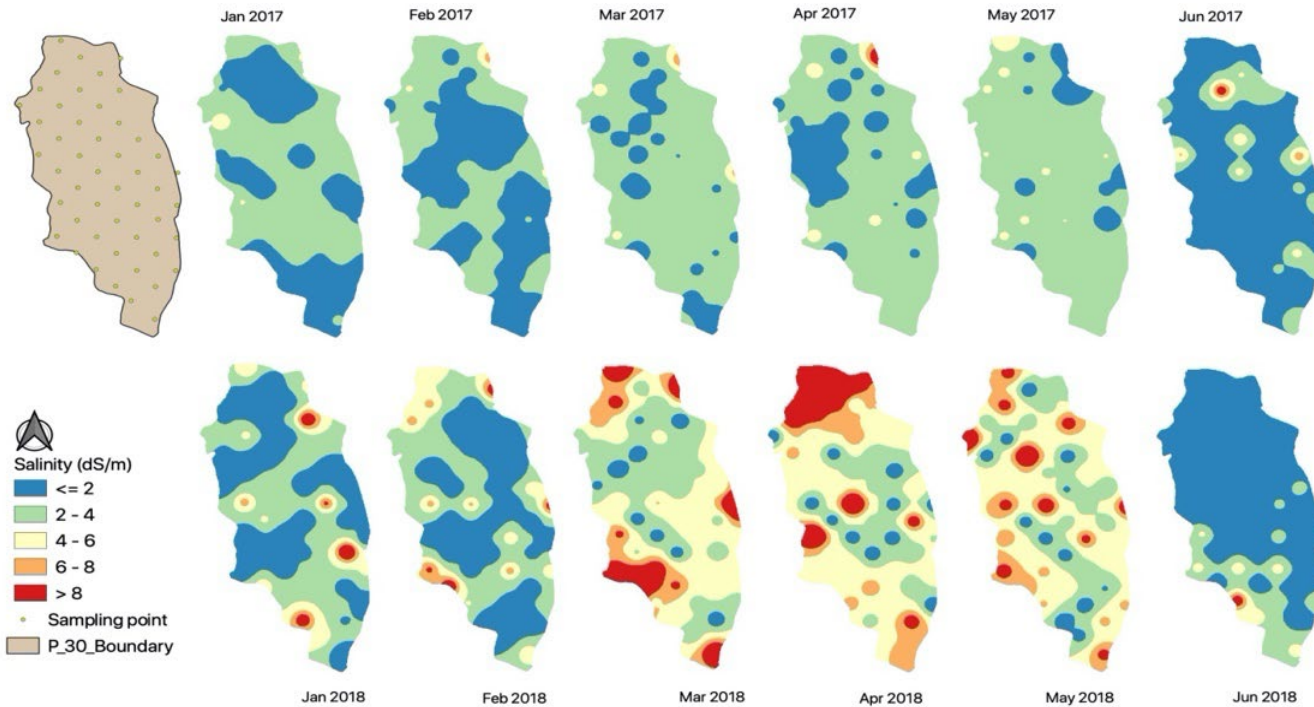 Jan 2017
Feb 2017
Mar 2017
Apr 2017
May 2017
Jun 2017
Salinity (dS/m)
<= 2
2 - 4
4 - 6
6 - 8
> 8
Sampling point
P_30_Boundary
Jan 2018
Feb 2018
Mar 2018
Apr 2018
May 2018
Jun 2018